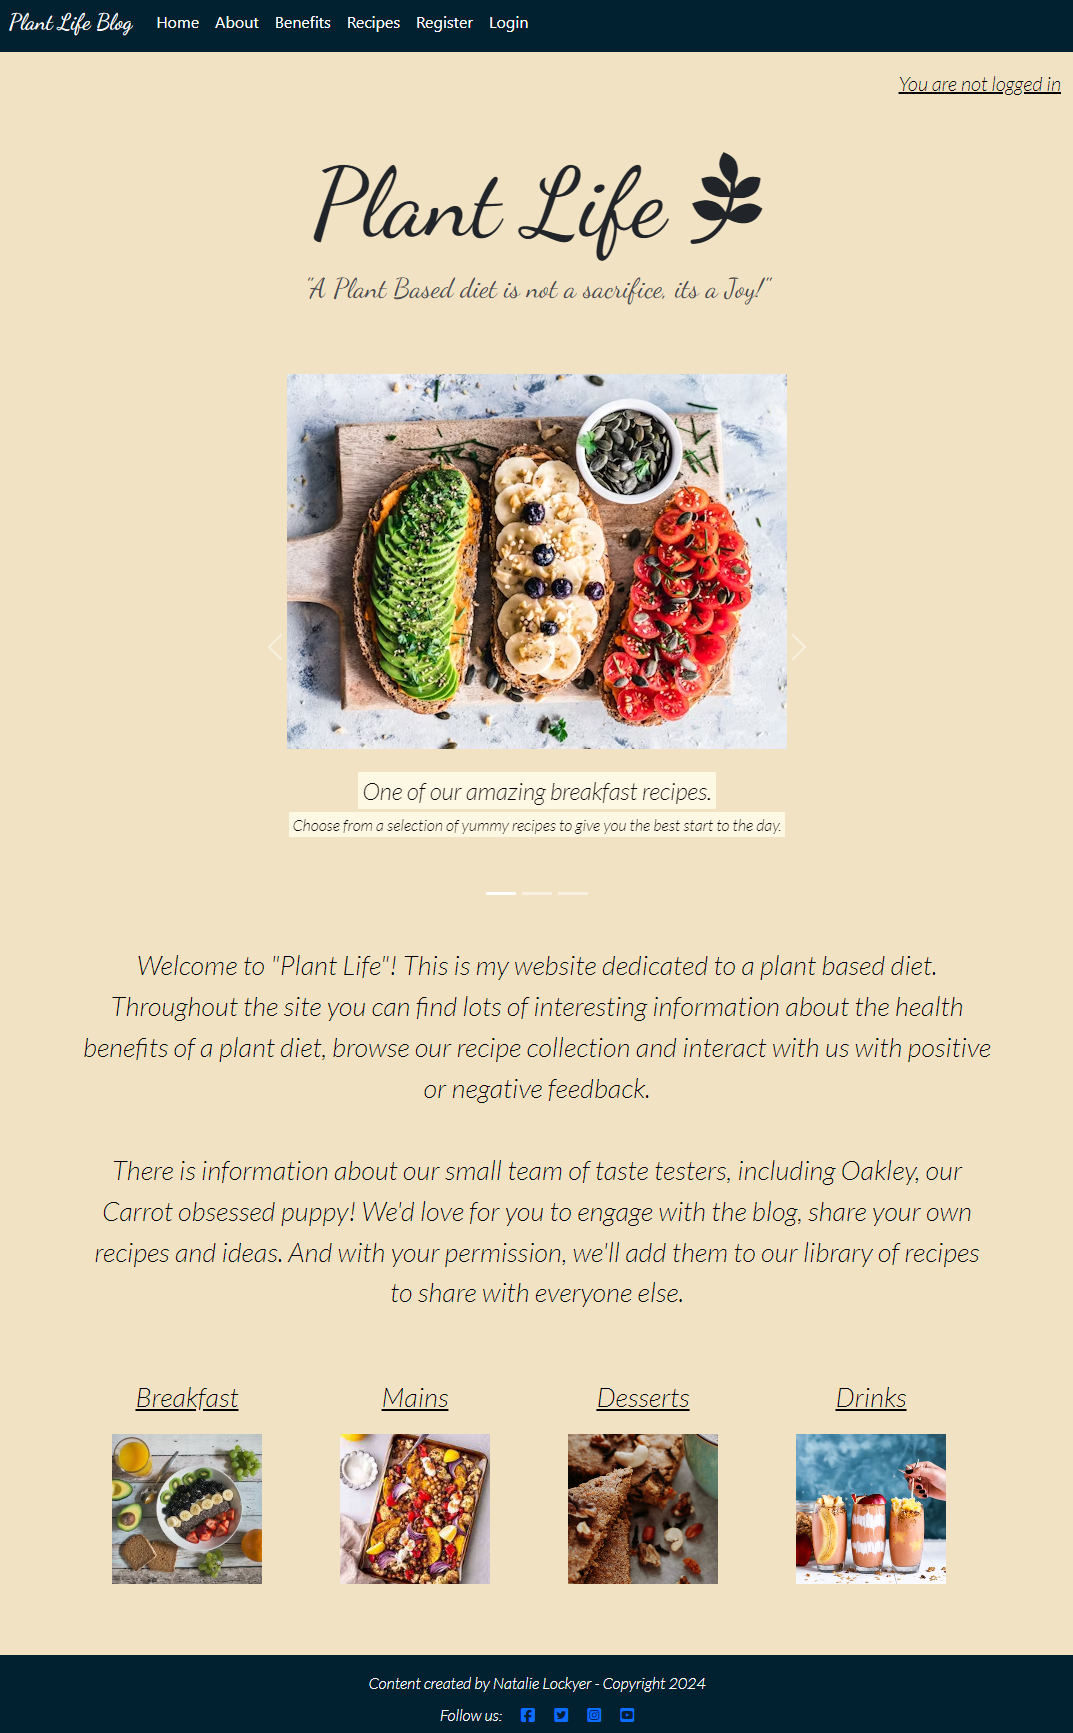 Plant Life Blog Home About Benefits Recipes Register Login
You are not logged in
Plant Life
"A Plant Based diet is not a sacrifice, its a Joy!"
One of our amazing breakfast recipes.
Choose from a selection of yummy recipes to give you the best start to the day.
Welcome to "Plant Life"! This is my website dedicated to a plant based diet.
Throughout the site you can find lots of interesting information about the health
benefits of a plant diet, browse our recipe collection and interact with us with positive
or negative feedback.
There is information about our small team of taste testers, including Oakley, our
Carrot obsessed puppy! We'd love for you to engage with the blog, share your own
recipes and ideas. And with your permission, we'll add them to our library of recipes
to share with everyone else.
Breakfast Mains Desserts Drinks
Content created by Natalie Lockyer - Copyright 2024
Follow us: